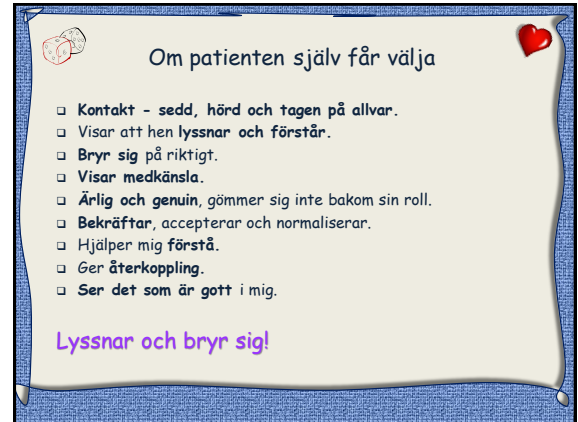 Om patienten själv får välja
Kontakt - sedd, hörd och tagen på allvar.
Visar att hen lyssnar och förstår.
Bryr sig på riktigt.
Visar medkänsla.
Ärlig och genuin, gömmer sig inte bakom sin roll.
Bekräftar, accepterar och normaliserar.
Hjälper mig förstå.
Ger återkoppling.
Ser det som är gott i mig.
Lyssnar och bryr sig!